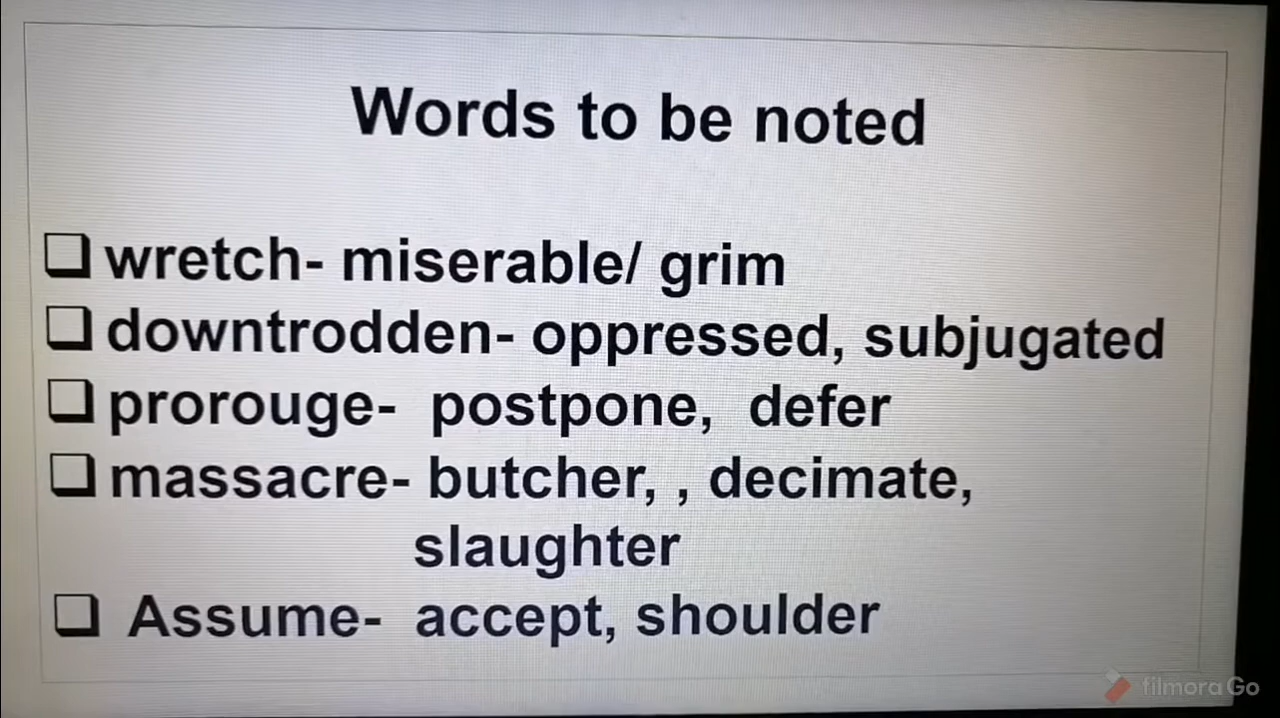 Words to be noted
wretch- miserable/ grim
downtrodden- oppressed, subjugated
prorouge- postpone, defer
massacre- butcher, , decimate,
slaughter
Assume- accept, shoulder
filmora Go